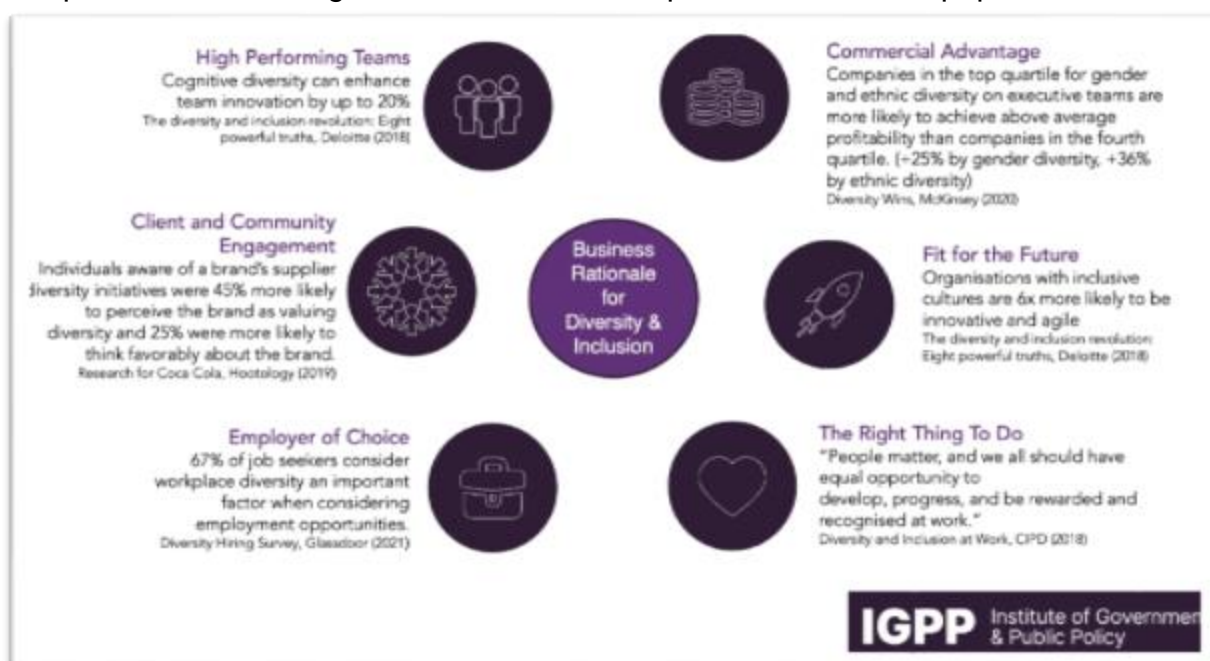 High Performing Teams
Cognitive diversity can enhance
team innovation by up to 20%
The diversity and inclusion revolution: Eight
powerful truths, Deloitte (2018)
Commercial Advantage
Companies in the top quartile for gender
and ethnic diversity on executive teams are
more likely to achieve above average
profitability than companies in the fourth
quartile. (+25% by gender diversity, +36%
by ethnic diversity)
Diversity Wins, McKinsey (2020)
Client and Community
Engagement
Individuals aware of a brand's supplier
diversity initiatives were 45% more likely
to perceive the brand as valuing
diversity and 25% were more likely to
think favorably about the brand.
Research for Coca Cola, Hootology (2019)
Business
Rationale
for
Diversity &
Inclusion
Fit for the Future
Organisations with inclusive
cultures are 6x more likely to be
innovative and agile
The diversity and inclusion revolution:
Eight powerful truths, Deloitte (2018)
Employer of Choice
67% of job seekers consider
workplace diversity an important
factor when considering
employment opportunities.
Diversity Hiring Survey, Glassdoor (2021)
The Right Thing To Do
"People matter, and we all should have
equal opportunity to
develop, progress, and be rewarded and
recognised at work."
Diversity and Inclusion at Work, CIPD (2018)
IGPP
Institute of Governmen
& Public Policy